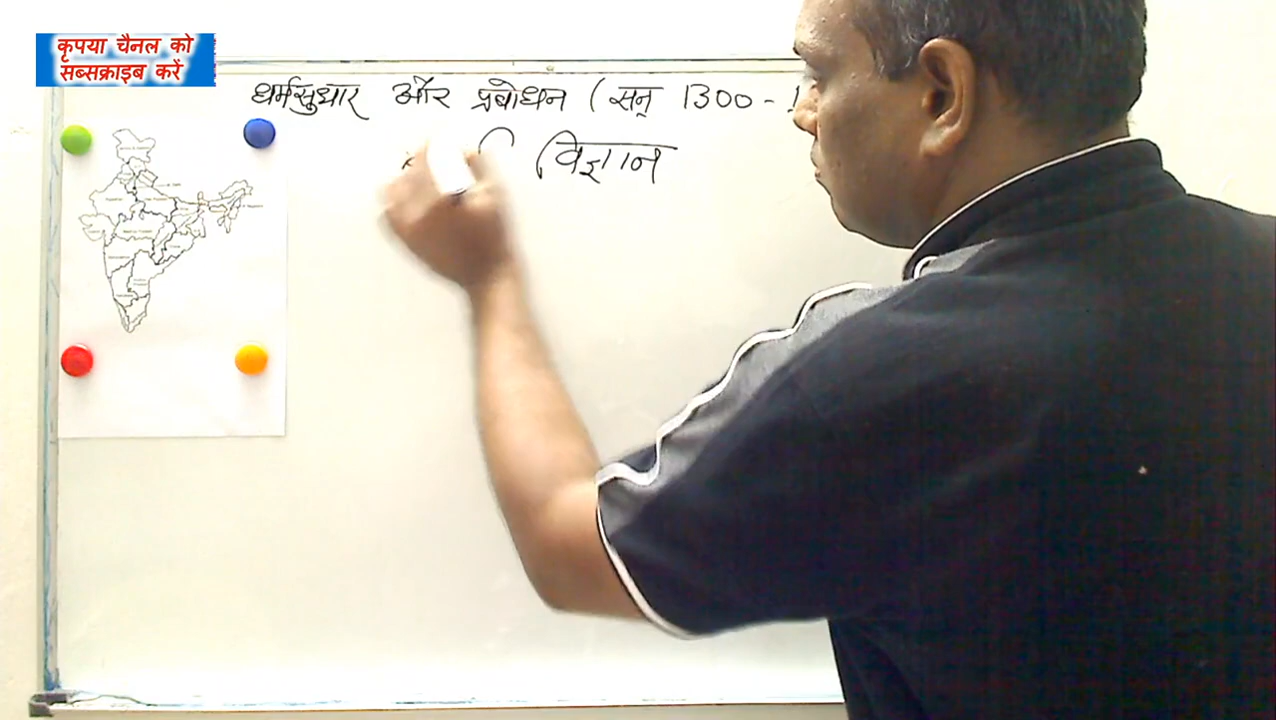 कृपया चैनल को
सब्सक्राइब करें
धर्मसुधार और प्रबोधन (सन् 1300 -
विज्ञान